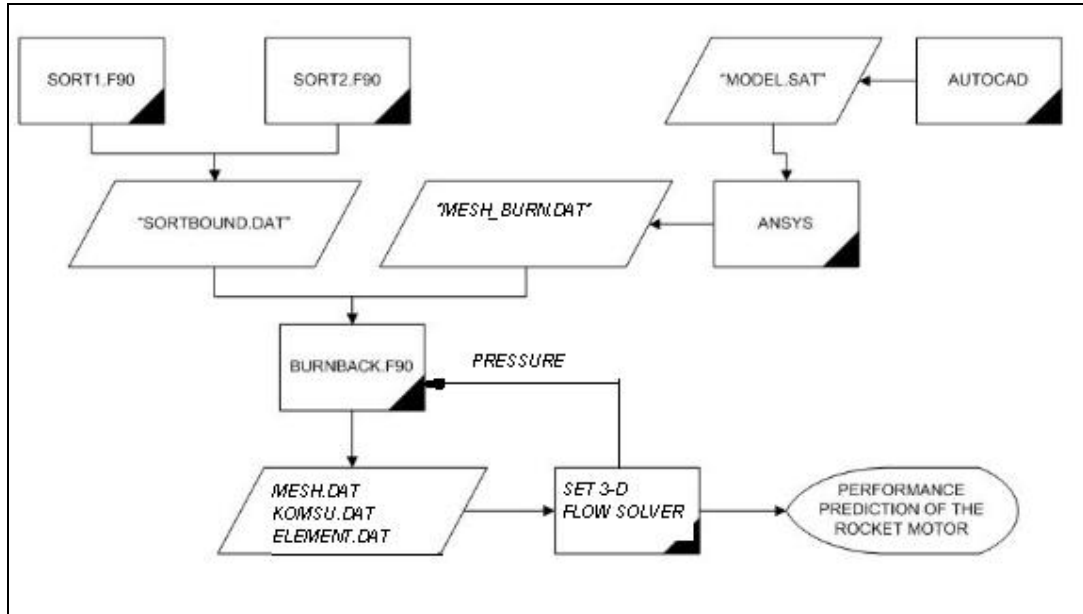 SORT1.F90
SORT2.F90
"MODEL.SAT"
AUTOCAD
"SORTBOUND.DAT"
"MESH_BURN.DAT"
ANSYS
BURNBACK.F90
PRESSURE
MESH.DAT
KOMSU.DAT
ELEMENT.DAT
SET 3-D
FLOW SOLVER
PERFORMANCE
PREDICTION OF THE
ROCKET MOTOR